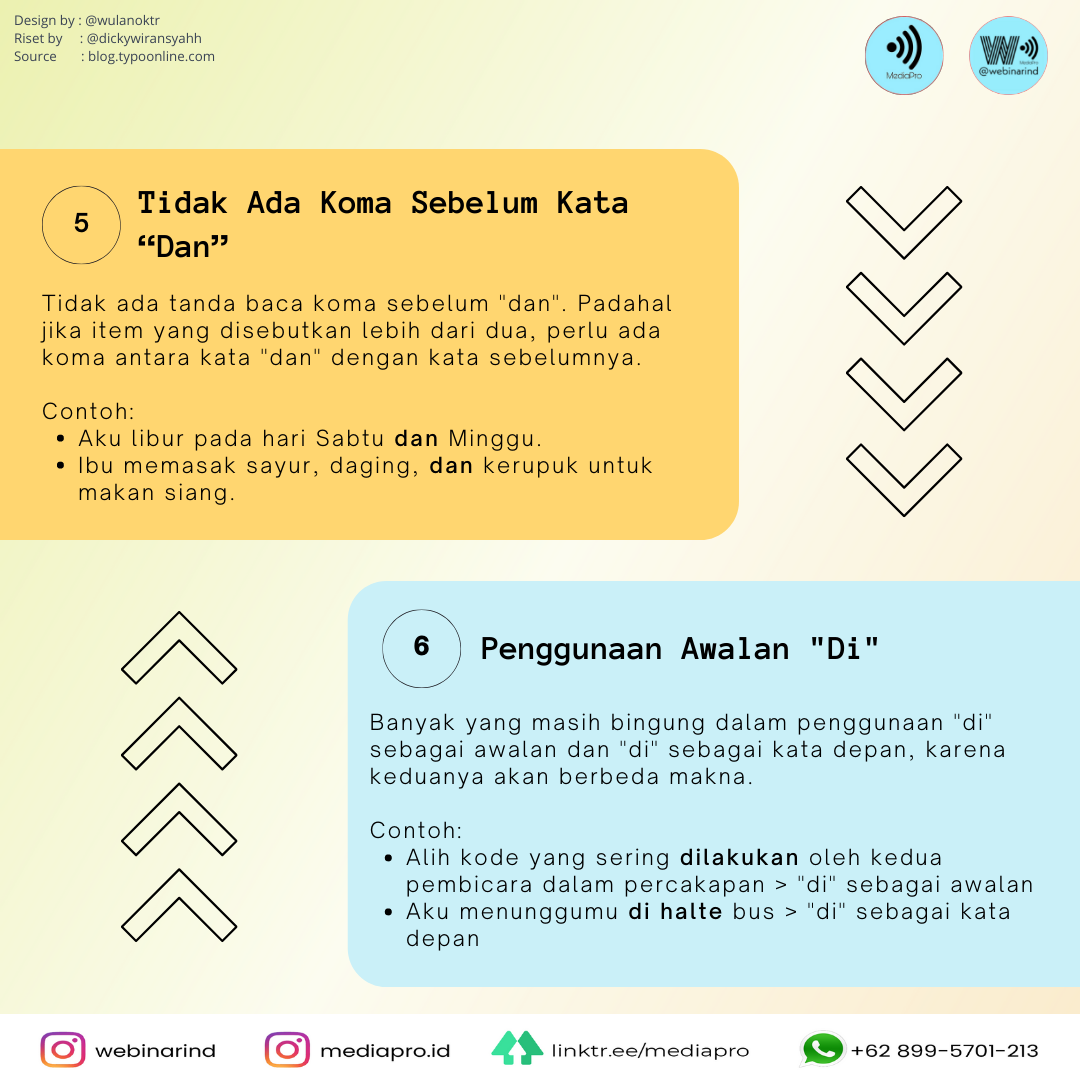 Design by : @wulanoktr
Riset by : @dickywiransyahh
Source : blog.typoonline.com
MediaPro
W
MediaPro
@webinarind
5
Tidak Ada Koma Sebelum Kata
“Dan”
Tidak ada tanda baca koma sebelum "dan". Padahal
jika item yang disebutkan lebih dari dua, perlu ada
koma antara kata "dan" dengan kata sebelumnya.
Contoh:
• Aku libur pada hari Sabtu dan Minggu.
• Ibu memasak sayur, daging, dan kerupuk untuk
makan siang.
6
Penggunaan Awalan "Di"
Banyak yang masih bingung dalam penggunaan "di"
sebagai awalan dan "di" sebagai kata depan, karena
keduanya akan berbeda makna.
Contoh:
• Alih kode yang sering dilakukan oleh kedua
pembicara dalam percakapan > "di" sebagai awalan
• Aku menunggumu di halte bus > "di" sebagai kata
depan
webinarind
mediapro.id
linktr.ee/mediapro
+62 899-5701-213